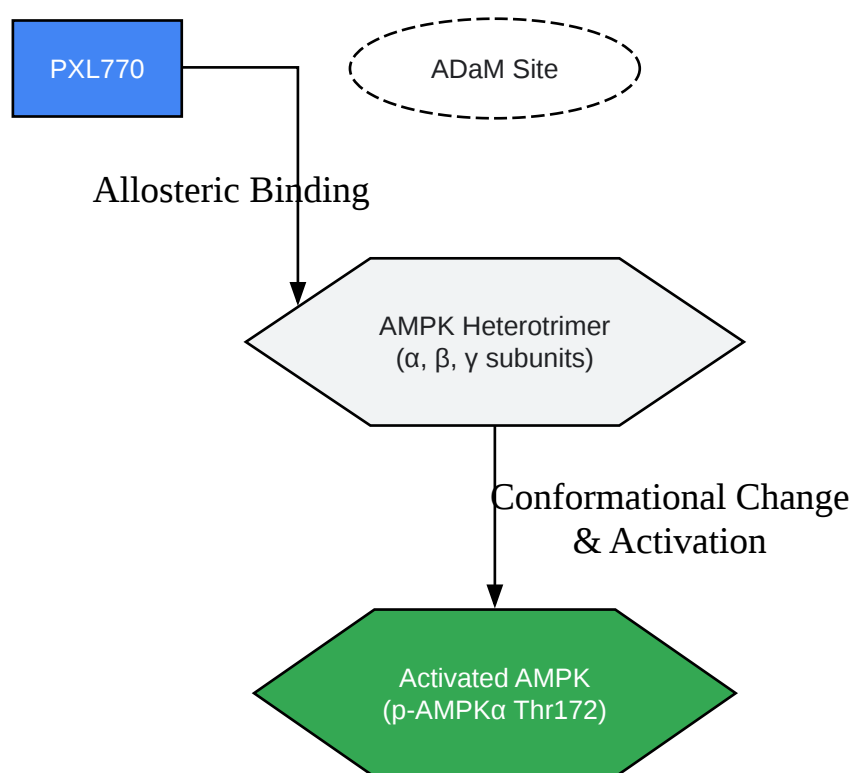 PXL770
ADaM Site
Allosteric Binding
AMPK Heterotrimer
(α, β, γ subunits)
Conformational Change
& Activation
Activated AMPK
(p-AMPKα Thr172)